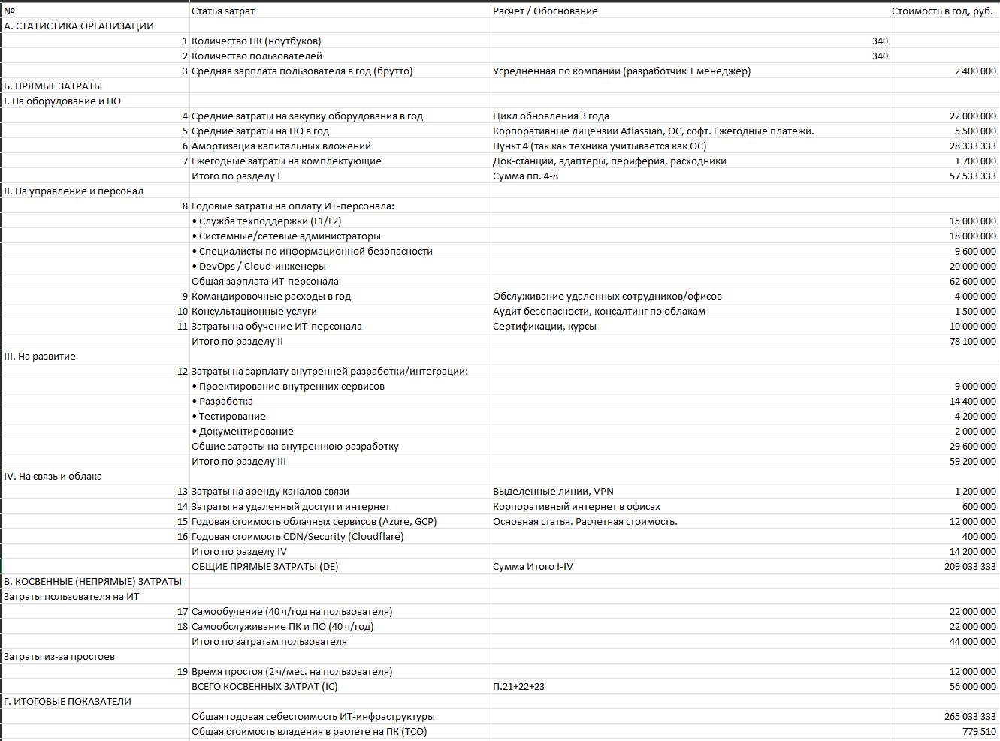 № Статья затрат Расчет / Обоснование Стоимость в год, руб.
А. СТАТИСТИКА ОРГАНИЗАЦИИ
1 Количество ПК (ноутбуков) 340
2 Количество пользователей 340
3 Средняя зарплата пользователя в год (брутто) Усредненная по компании (разработчик + менеджер) 2 400 000
Б. ПРЯМЫЕ ЗАТРАТЫ
I. На оборудование и ПО
4 Средние затраты на закупку оборудования в год Цикл обновления 3 года 22 000 000
5 Средние затраты на ПО в год Корпоративные лицензии Atlassian, ОС, софт. Ежегодные платежи. 5 500 000
6 Амортизация капитальных вложений Пункт 4 (так как техника учитывается как ОС) 28 333 333
7 Ежегодные затраты на комплектующие Док-станции, адаптеры, периферия, расходники 1 700 000
Итого по разделу I Сумма пп. 4-8 57 533 333
II. На управление и персонал
8 Годовые затраты на оплату ИТ-персонала:
• Служба техподдержки (L1/L2) 15 000 000
• Системные/сетевые администраторы 18 000 000
• Специалисты по информационной безопасности 9 600 000
• DevOps / Cloud-инженеры 20 000 000
Общая зарплата ИТ-персонала 62 600 000
9 Командировочные расходы в год Обслуживание удаленных сотрудников/офисов 4 000 000
10 Консультационные услуги Аудит безопасности, консалтинг по облакам 1 500 000
11 Затраты на обучение ИТ-персонала Сертификации, курсы 10 000 000
Итого по разделу II 78 100 000
III. На развитие
12 Затраты на зарплату внутренней разработки/интеграции:
• Проектирование внутренних сервисов 9 000 000
• Разработка 14 400 000
• Тестирование 4 200 000
• Документирование 2 000 000
Общие затраты на внутреннюю разработку 29 600 000
Итого по разделу III 59 200 000
IV. На связь и облака
13 Затраты на аренду каналов связи Выделенные линии, VPN 1 200 000
14 Затраты на удаленный доступ и интернет Корпоративный интернет в офисах 600 000
15 Годовая стоимость облачных сервисов (Azure, GCP) Основная статья. Расчетная стоимость. 12 000 000
16 Годовая стоимость CDN/Security (Cloudflare) 400 000
Итого по разделу IV 14 200 000
ОБЩИЕ ПРЯМЫЕ ЗАТРАТЫ (DE) Сумма Итого I-IV 209 033 333
В. КОСВЕННЫЕ (НЕПРЯМЫЕ) ЗАТРАТЫ
Затраты пользователя на ИТ
17 Самообучение (40 ч/год на пользователя) 22 000 000
18 Самообслуживание ПК и ПО (40 ч/год) 22 000 000
Итого по затратам пользователя 44 000 000
Затраты из-за простоев
19 Время простоя (2 ч/мес. на пользователя) 12 000 000
ВСЕГО КОСВЕННЫХ ЗАТРАТ (IC) П.21+22+23 56 000 000
Г. ИТОГОВЫЕ ПОКАЗАТЕЛИ
Общая годовая себестоимость ИТ-инфраструктуры 265 033 333
Общая стоимость владения в расчете на ПК (TCO) 779 510